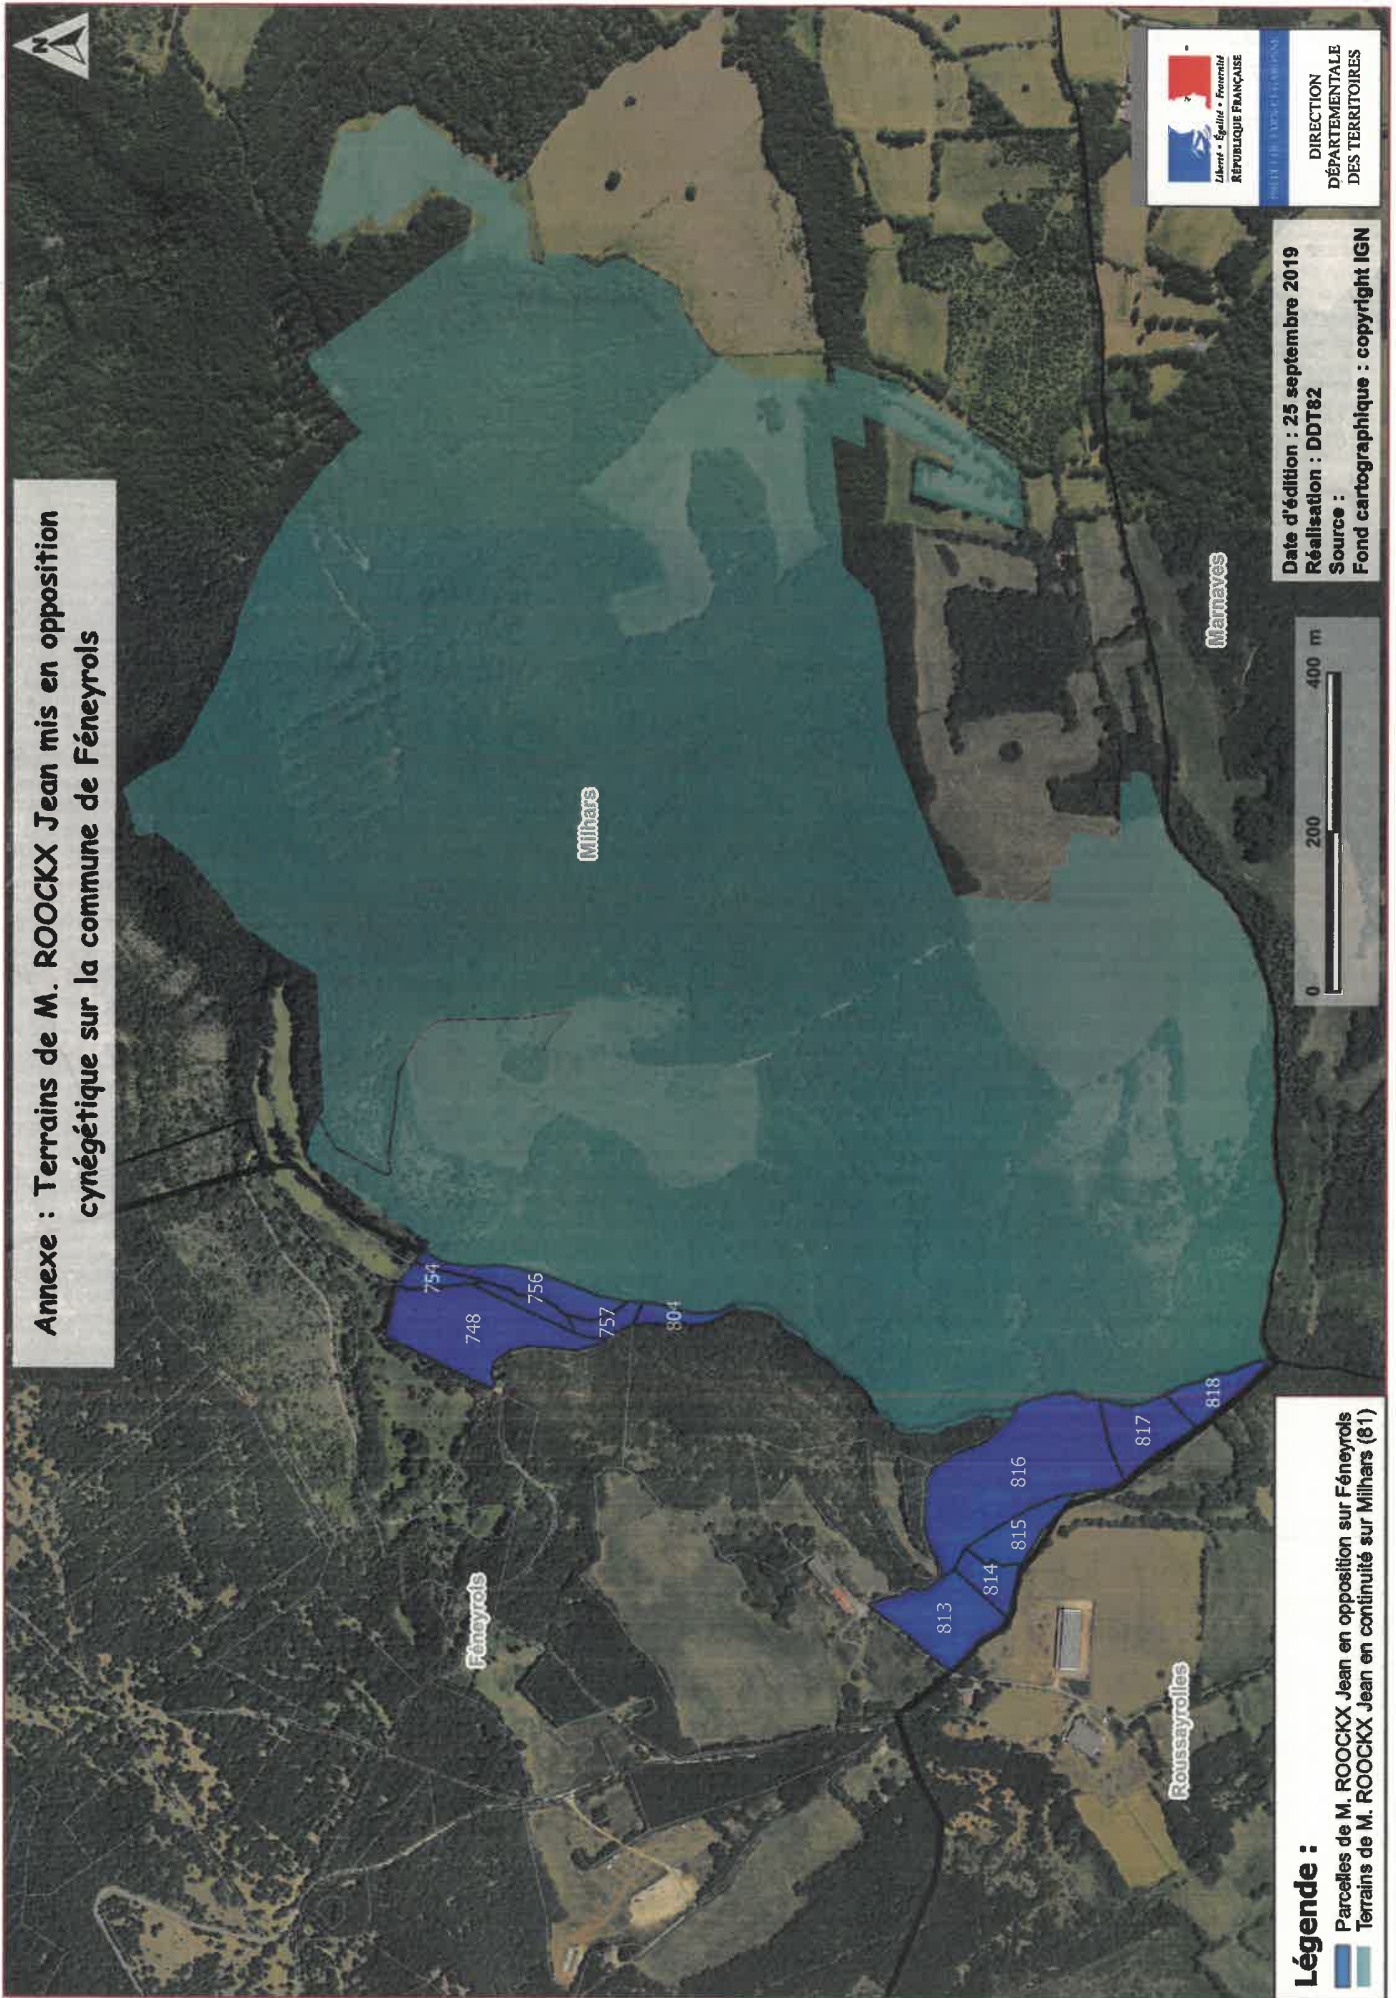 Annexe : Terrains de M. ROOCKX Jean mis en opposition
cynégétique sur la commune de Féneyrols
N
754
748
756
757
804
Milhars
Féneyrols
816
813
814
815
817
818
Roussayrolles
Marnaves
0 200 400 m
Légende :
Parcelles de M. ROOCKX Jean en opposition sur Féneyrols
Terrains de M. ROOCKX Jean en continuité sur Milhars (81)
Date d'édition : 25 septembre 2019
Réalisation : DDT82
Source :
Fond cartographique : copyright IGN
Liberté • Égalité • Fraternité
RÉPUBLIQUE FRANÇAISE
DIRECTION
DÉPARTEMENTALE
DES TERRITOIRES